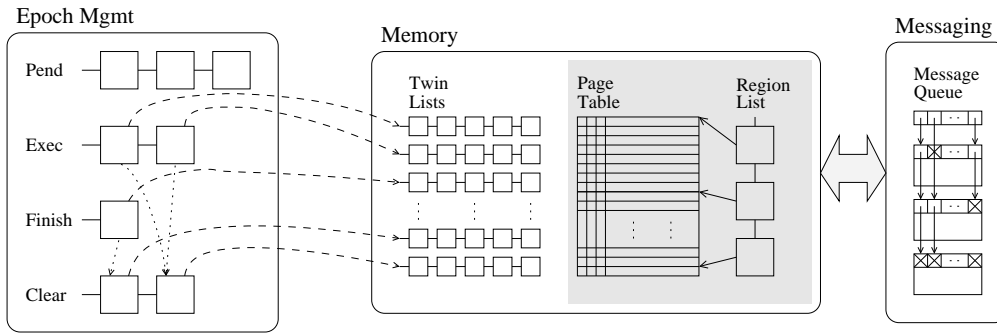 Epoch Mgmt
Pend
Exec
Finish
Clear
Memory
Twin
Lists
Page
Table
Region
List
Messaging
Message
Queue